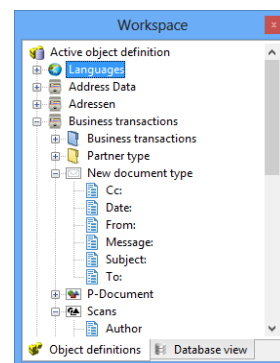 Workspace
x
Active object definition
Languages
Address Data
Adressen
Business transactions
Business transactions
Partner type
New document type
Cc:
Date:
From:
Message:
Subject:
To:
P-Document
Scans
Author
Object definitions
Database view